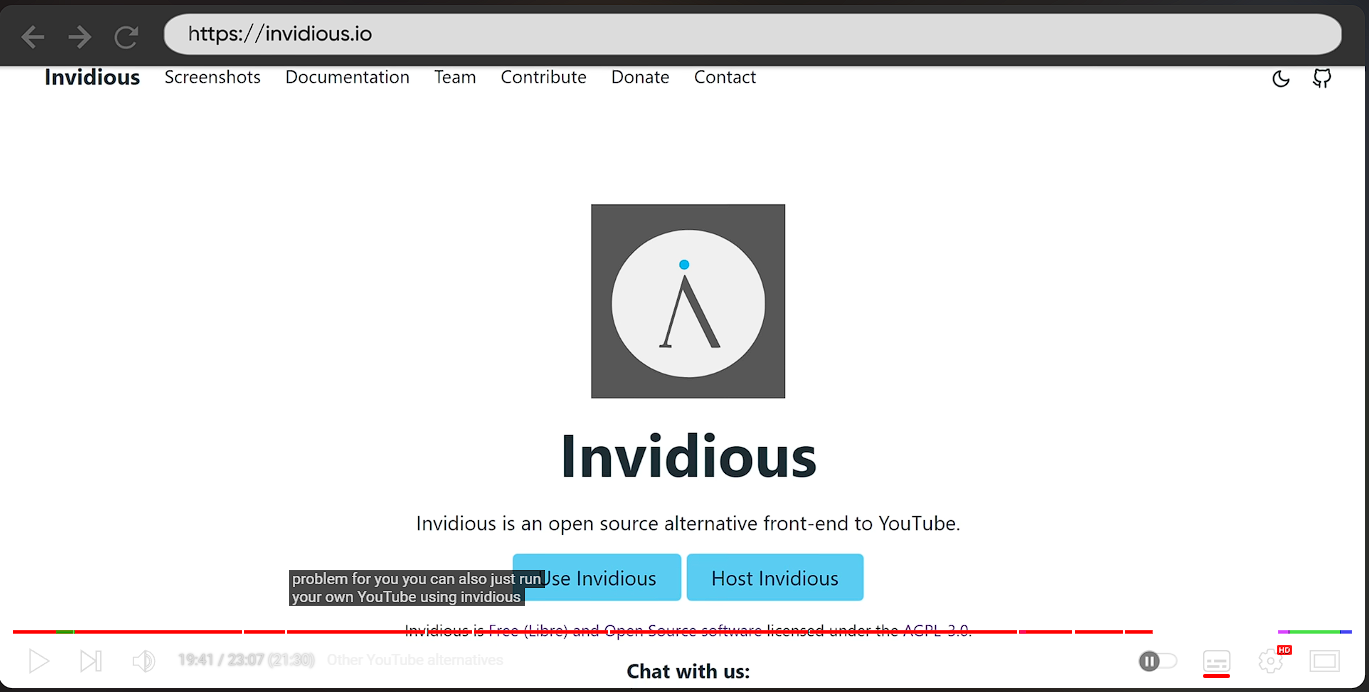 https://invidious.io
Invidious Screenshots Documentation Team Contribute Donate Contact
Invidious
Invidious is an open source alternative front-end to YouTube.
Use Invidious Host Invidious
problem for you you can also just run
your own YouTube using invidious
Invidious is Free (Libre) and Open Source software licensed under the AGPL-3.0.
19:41 / 23:07 (21:30) Other YouTube alternatives
HD
Chat with us: